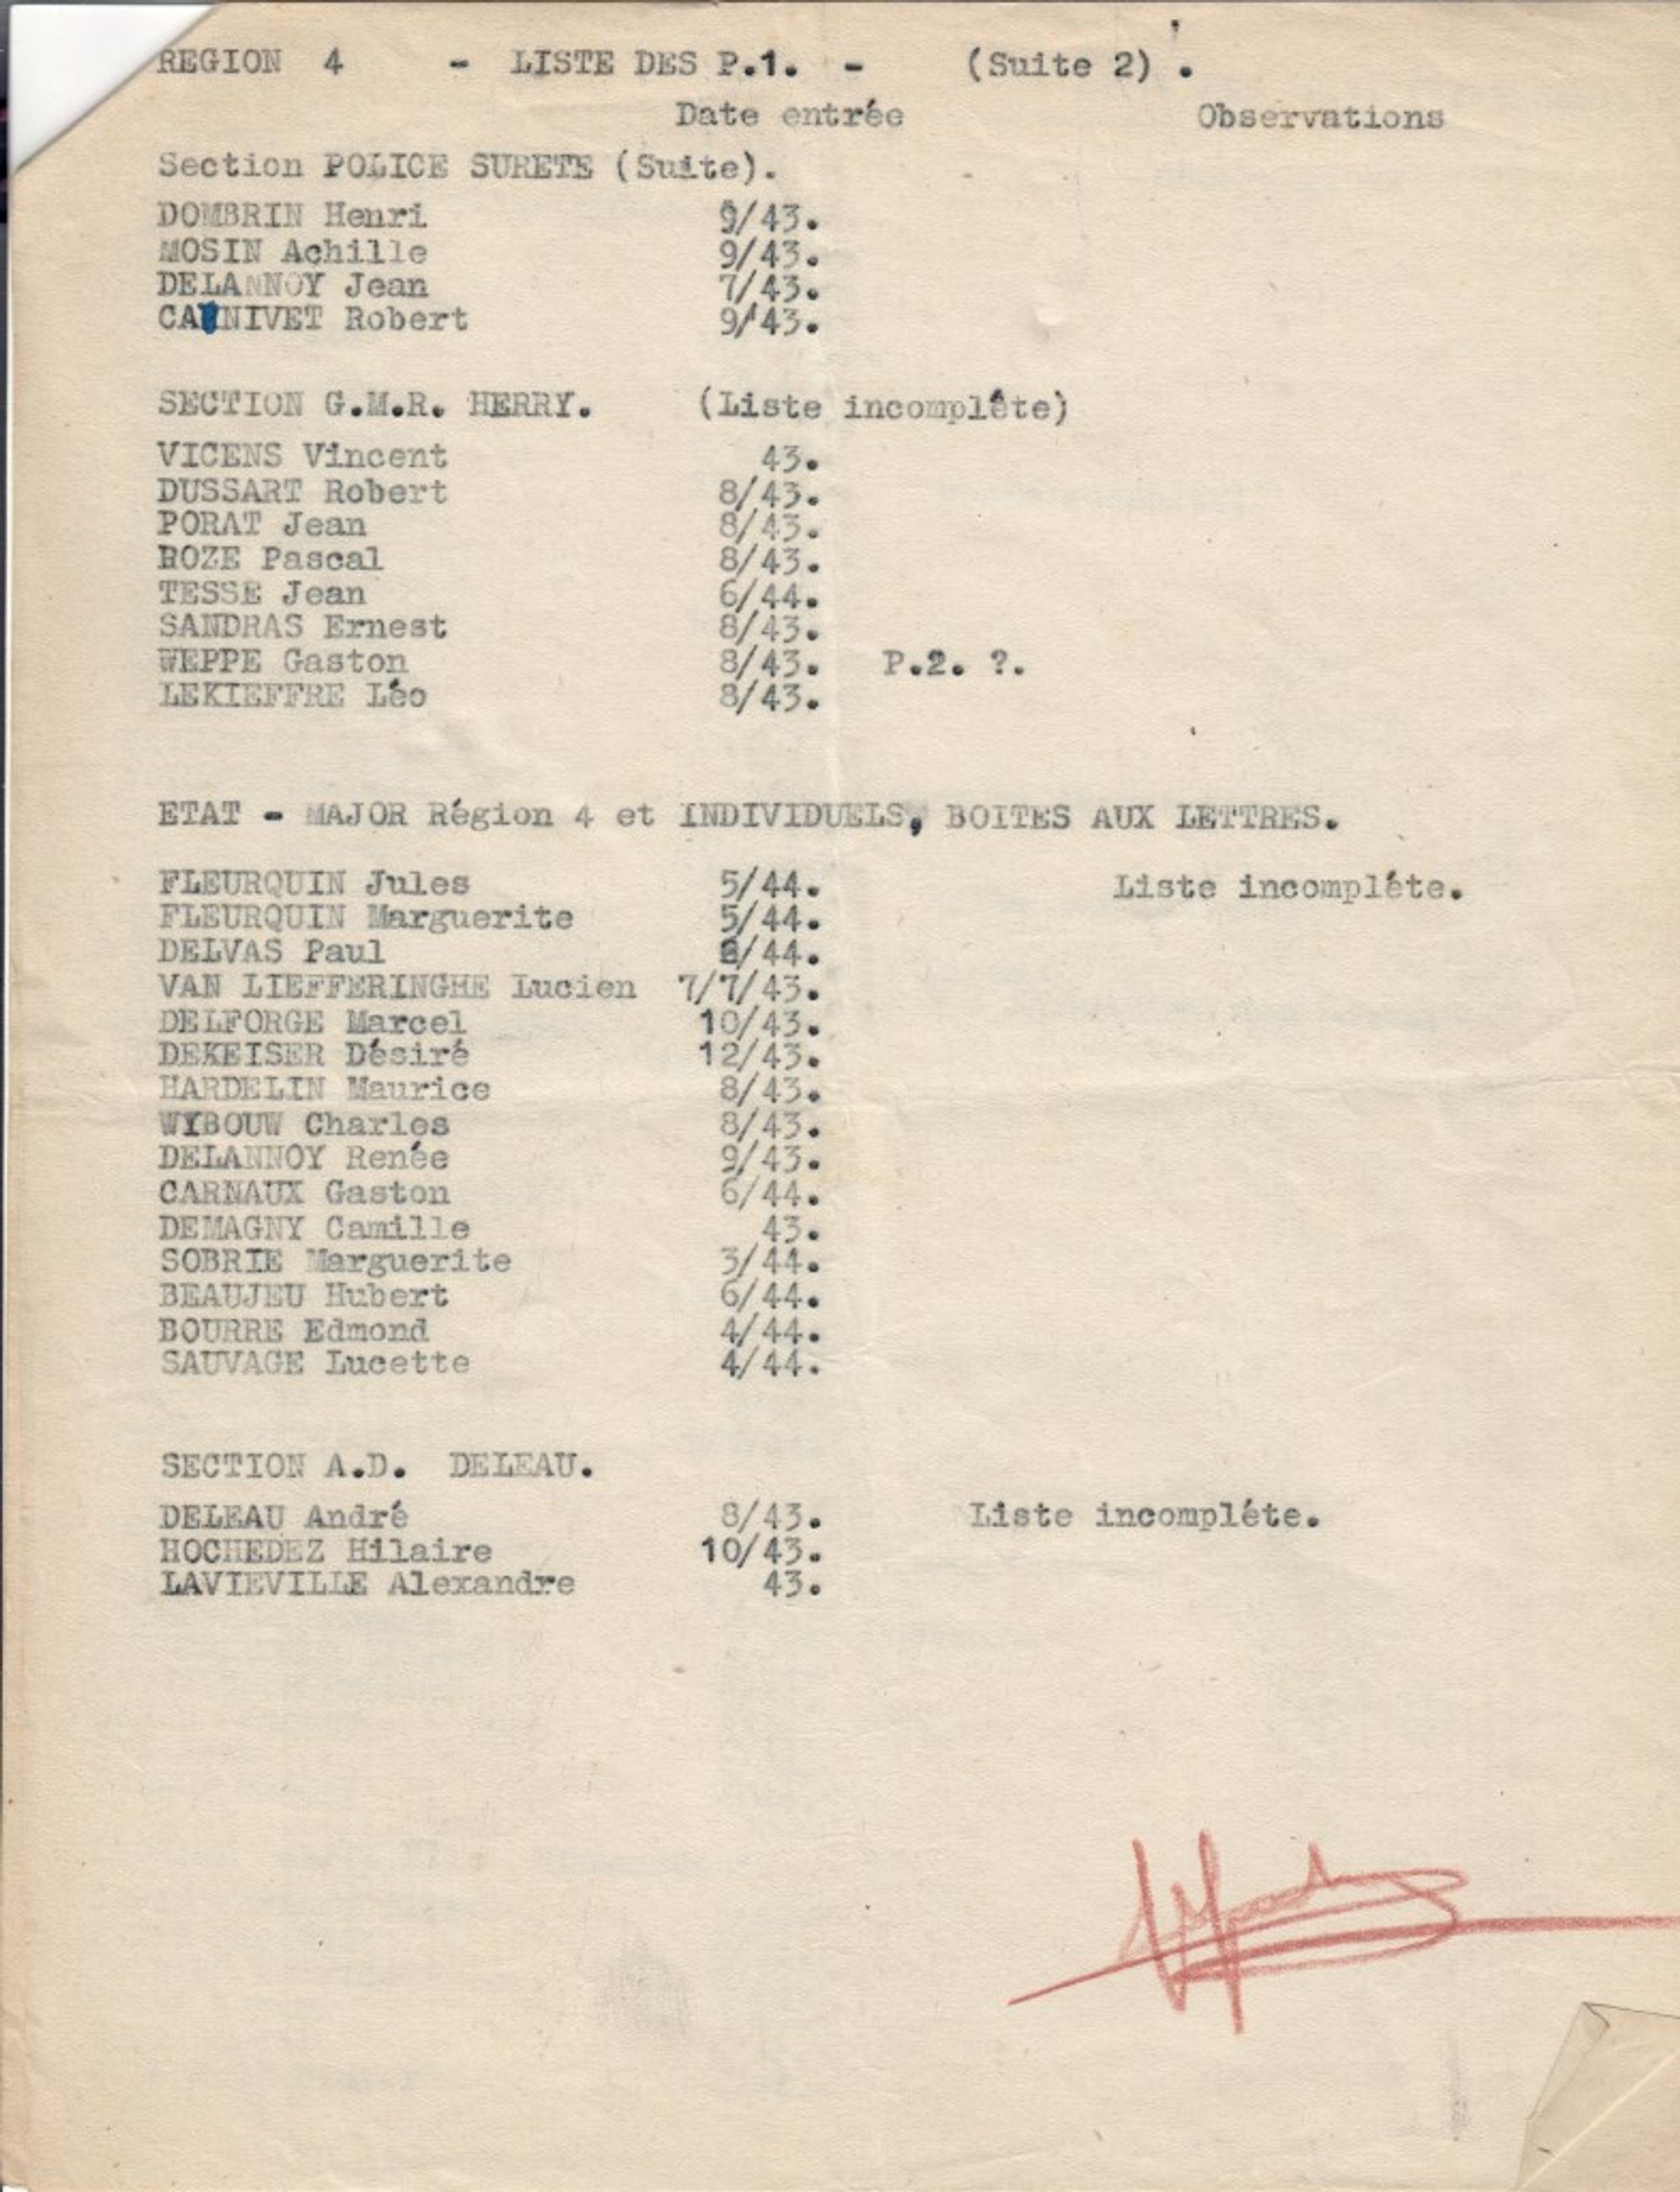 REGION 4 - LISTE DES P.1. - (Suite 2) .
Date entrée Observations
Section POLICE SURETE (Suite).
DOMBRIN Henri 9/43.
MOSIN Achille 9/43.
DELANNOY Jean 7/43.
CANIVET Robert 9/43.
SECTION G.M.R. HERRY. (Liste incomplête)
VICENS Vincent 43.
DUSSART Robert 8/43.
PORAT Jean 8/43.
ROZE Pascal 8/43.
TESSE Jean 6/44.
SANDRAS Ernest 8/43.
WEPPE Gaston 8/43. P.2. ?.
LEKIEFFRE Léo 8/43.
ETAT - MAJOR Région 4 et INDIVIDUELS, BOITES AUX LETTRES.
FLEURQUIN Jules 5/44. Liste incompléte.
FLEURQUIN Marguerite 5/44.
DELVAS Paul /44.
VAN LIEFFERINGHE Lucien 7/7/43.
DELFORGE Marcel 10/43.
DEKEISER Désiré 12/43.
HARDELIN Maurice 8/43.
WYBOUW Charles 8/43.
DELANNOY Renée 9/43.
CARNAUX Gaston 6/44.
DEMAGNY Camille 43.
SOBRIE Marguerite 3/44.
BEAUJEU Hubert 6/44.
BOURRE Edmond 4/44.
SAUVAGE Lucette 4/44.
SECTION A.D. DELEAU.
DELEAU André 8/43. Liste incompléte.
HOCHEDEZ Hilaire 10/43.
LAVIEVILLE Alexandre 43.